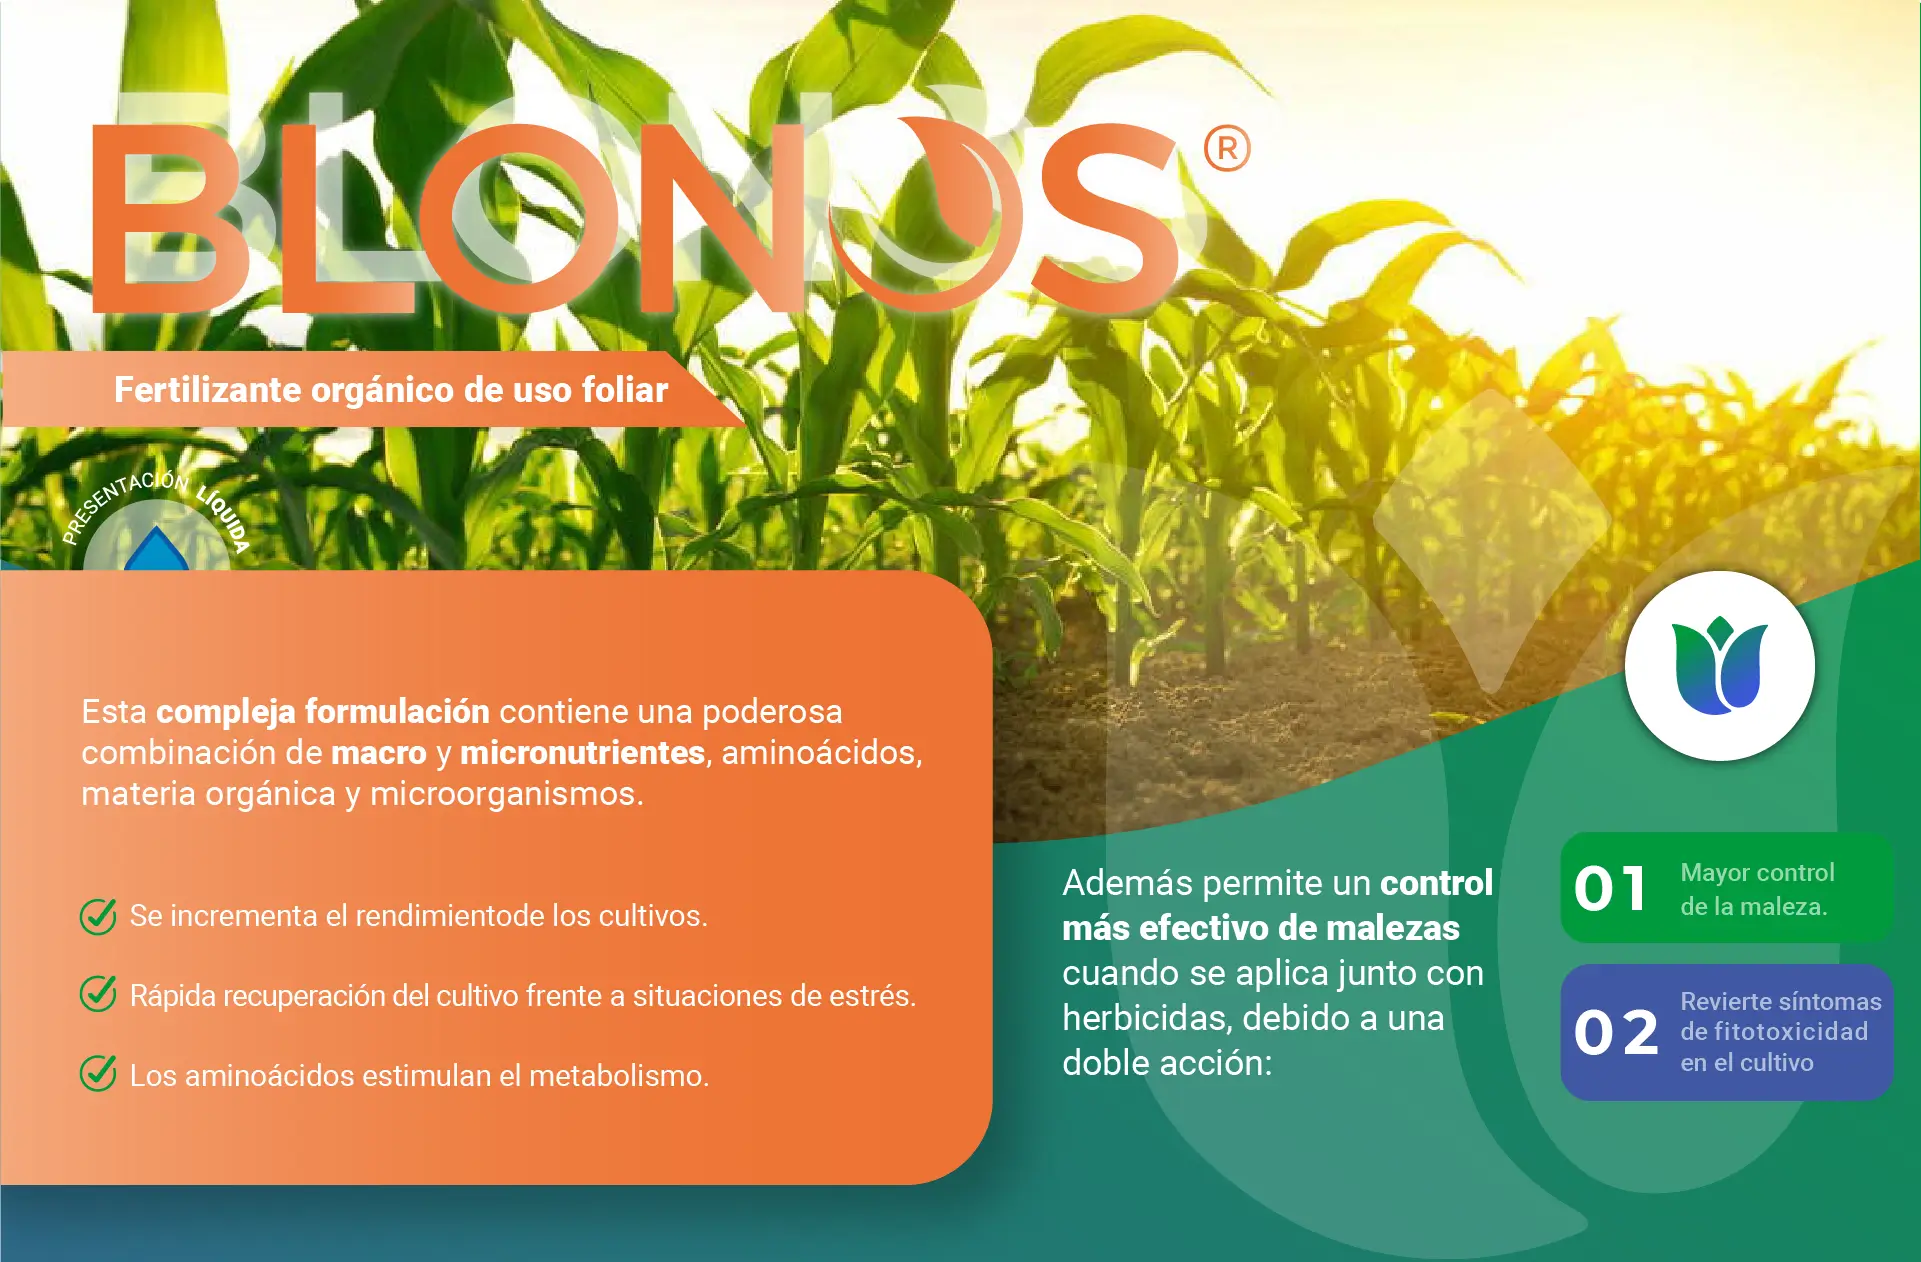 BLONOS®
Fertilizante orgánico de uso foliar
PRESENTACIÓN LÍQUIDA
Esta compleja formulación contiene una poderosa
combinación de macro y micronutrientes, aminoácidos,
materia orgánica y microorganismos.
Se incrementa el rendimientode los cultivos.
Rápida recuperación del cultivo frente a situaciones de estrés.
Los aminoácidos estimulan el metabolismo.
Además permite un control
más efectivo de malezas
cuando se aplica junto con
herbicidas, debido a una
doble acción:
01
Mayor control
de la maleza.
02
Revierte síntomas
de fitotoxicidad
en el cultivo